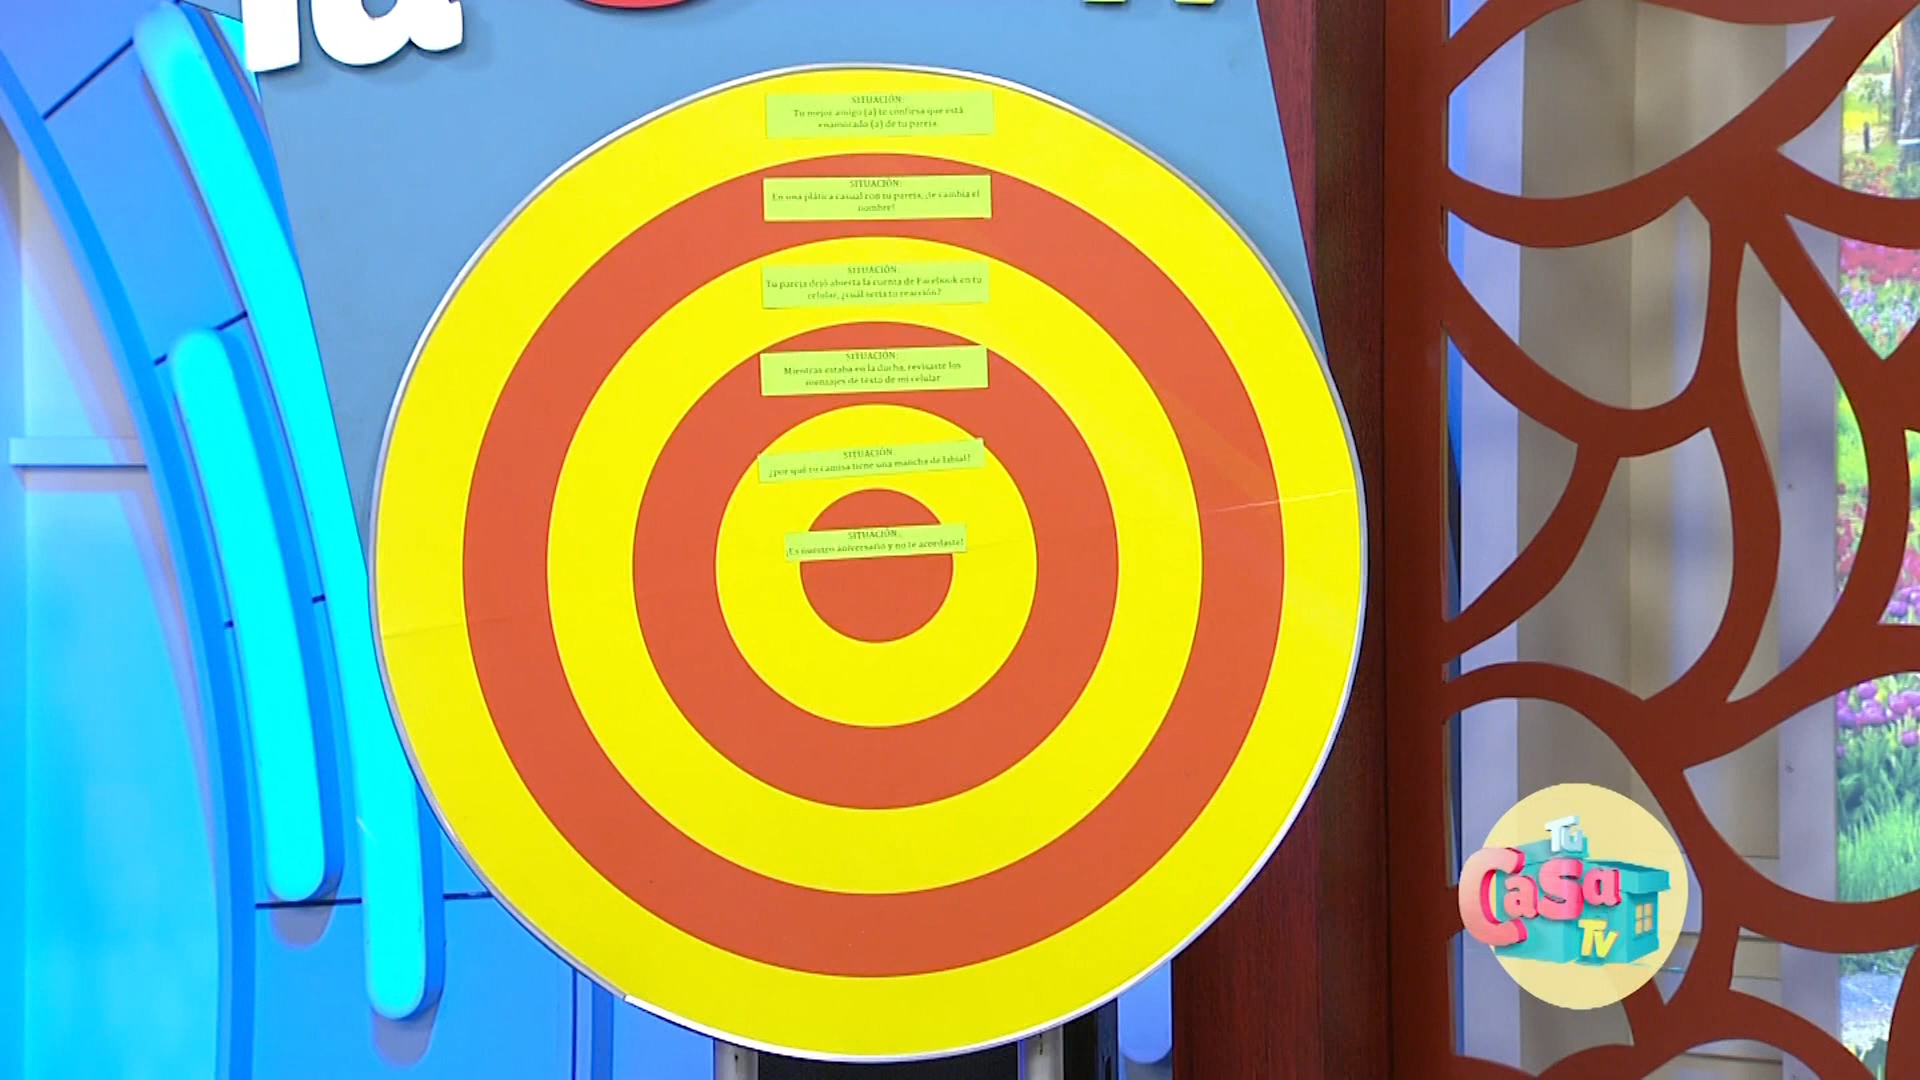 la
SITUACIÓN:
Tu mejor amigo (a) te confiesa que está
enamorado (a) de tu pareja.
SITUACIÓN:
En una plática casual con tu pareja, ¡te cambia el
nombre!
SITUACIÓN:
Tu pareja dejó abierta la cuenta de Facebook en tu
celular, ¿cuál sería tu reacción?
SITUACIÓN:
Mientras estaba en la ducha, revisaste los
mensajes de texto de mi celular
SITUACIÓN:
¿por qué tu camisa tiene una mancha de labial?
SITUACIÓN:
¡Es nuestro aniversario y no te acordaste!
Tu
Casa
Tv